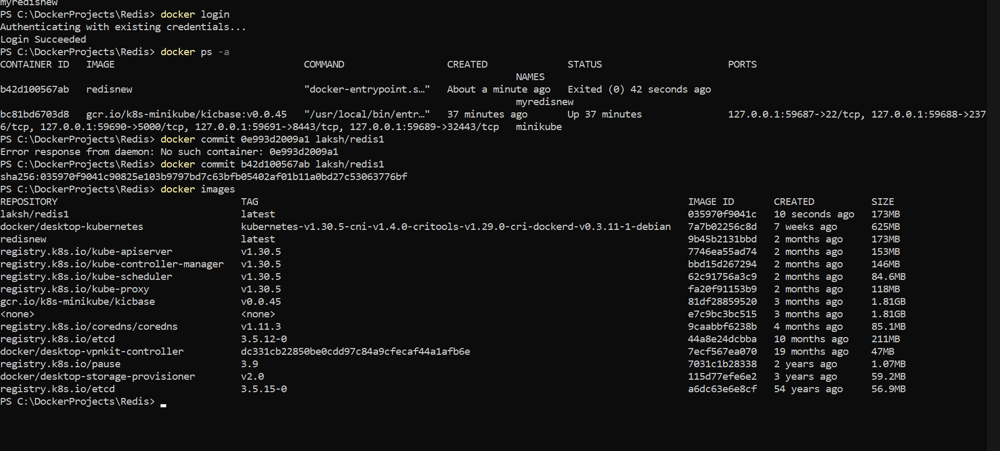 myredisnew
PS C:\DockerProjects\Redis> docker login
Authenticating with existing credentials...
Login Succeeded
PS C:\DockerProjects\Redis> docker ps -a
CONTAINER ID   IMAGE                                 COMMAND                  CREATED              STATUS                      PORTS
NAMES
b42d100567ab   redisnew                              "docker-entrypoint.s…"   About a minute ago   Exited (0) 42 seconds ago
myredisnew
bc81bd6703d8   gcr.io/k8s-minikube/kicbase:v0.0.45   "/usr/local/bin/entr…"   37 minutes ago       Up 37 minutes               127.0.0.1:59687->22/tcp, 127.0.0.1:59688->237
6/tcp, 127.0.0.1:59690->5000/tcp, 127.0.0.1:59691->8443/tcp, 127.0.0.1:59689->32443/tcp   minikube
PS C:\DockerProjects\Redis> docker commit 0e993d2009a1 laksh/redis1
Error response from daemon: No such container: 0e993d2009a1
PS C:\DockerProjects\Redis> docker commit b42d100567ab laksh/redis1
sha256:035970f9041c90825e103b9797bd7c63bfb05402af01b11a0bd27c53063776bf
PS C:\DockerProjects\Redis> docker images
REPOSITORY                                TAG                                                                           IMAGE ID       CREATED          SIZE
laksh/redis1                              latest                                                                        035970f9041c   10 seconds ago   173MB
docker/desktop-kubernetes                 kubernetes-v1.30.5-cni-v1.4.0-critools-v1.29.0-cri-dockerd-v0.3.11-1-debian   7a7b02256c8d   7 weeks ago      625MB
redisnew                                  latest                                                                        9b45b2131bbd   2 months ago     173MB
registry.k8s.io/kube-apiserver            v1.30.5                                                                       7746ea55ad74   2 months ago     153MB
registry.k8s.io/kube-controller-manager   v1.30.5                                                                       bbd15d267294   2 months ago     146MB
registry.k8s.io/kube-scheduler            v1.30.5                                                                       62c91756a3c9   2 months ago     84.6MB
registry.k8s.io/kube-proxy                v1.30.5                                                                       fa20f91153b9   2 months ago     118MB
gcr.io/k8s-minikube/kicbase               v0.0.45                                                                       81df28859520   3 months ago     1.81GB
<none>                                    <none>                                                                        e7c9bc3bc515   3 months ago     1.81GB
registry.k8s.io/coredns/coredns           v1.11.3                                                                       9caabbf6238b   4 months ago     85.1MB
registry.k8s.io/etcd                      3.5.12-0                                                                      44a8e24dcbba   10 months ago    211MB
docker/desktop-vpnkit-controller          dc331cb22850be0cdd97c84a9cfecaf44a1afb6e                                      7ecf567ea070   19 months ago    47MB
registry.k8s.io/pause                     3.9                                                                           7031c1b28338   2 years ago      1.07MB
docker/desktop-storage-provisioner        v2.0                                                                          115d77efe6e2   3 years ago      59.2MB
registry.k8s.io/etcd                      3.5.15-0                                                                      a6dc63e6e8cf   54 years ago     56.9MB
PS C:\DockerProjects\Redis>